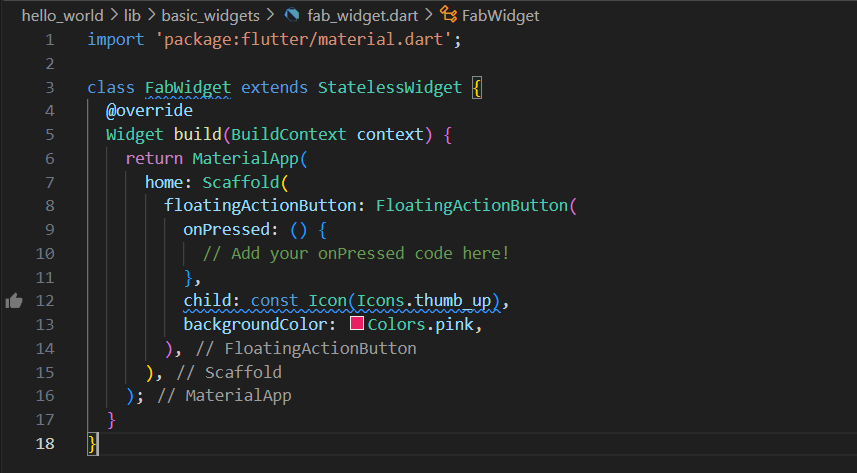 hello_world > lib > basic_widgets > fab_widget.dart > FabWidget
1 import 'package:flutter/material.dart';
2
3 class FabWidget extends StatelessWidget {
4   @override
5   Widget build(BuildContext context) {
6     return MaterialApp(
7       home: Scaffold(
8         floatingActionButton: FloatingActionButton(
9           onPressed: () {
10             // Add your onPressed code here!
11           },
12           child: const Icon(Icons.thumb_up),
13           backgroundColor: Colors.pink,
14         ), // FloatingActionButton
15       ), // Scaffold
16     ); // MaterialApp
17   }
18 }